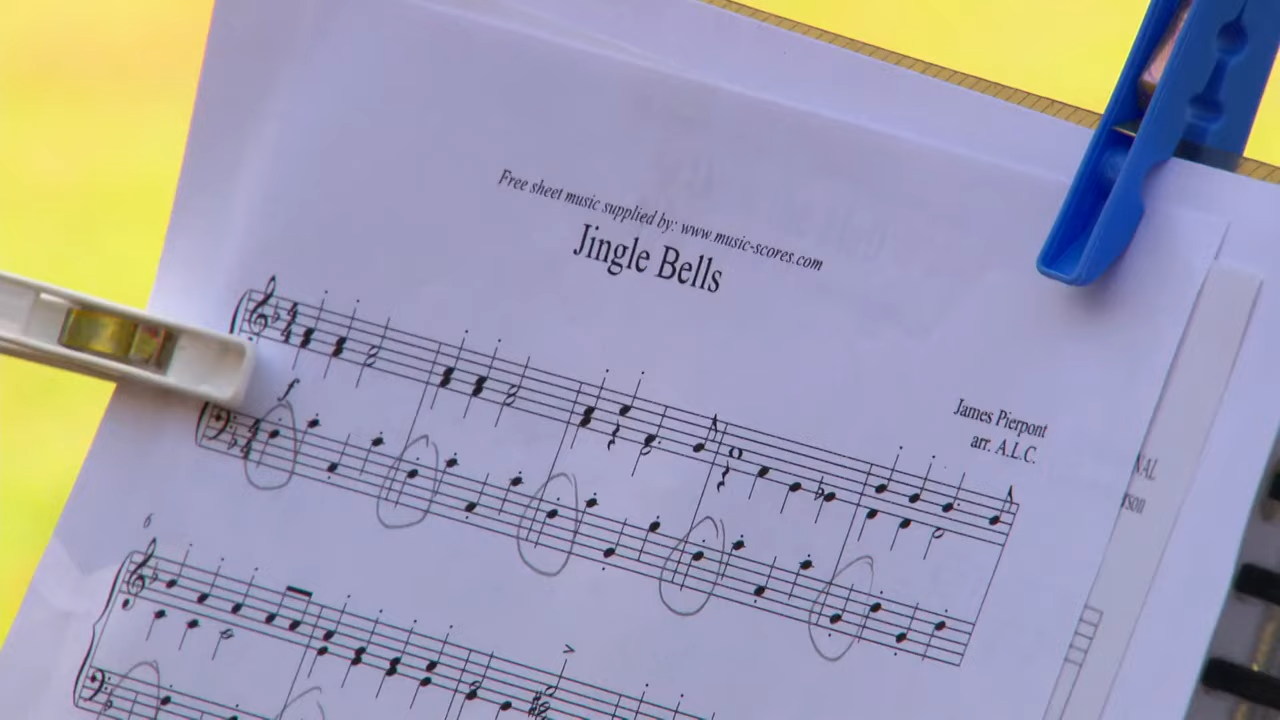 Free sheet music supplied by: www.music-scores.com
Jingle Bells
James Pierpont
arr. A.L.C.
f
6